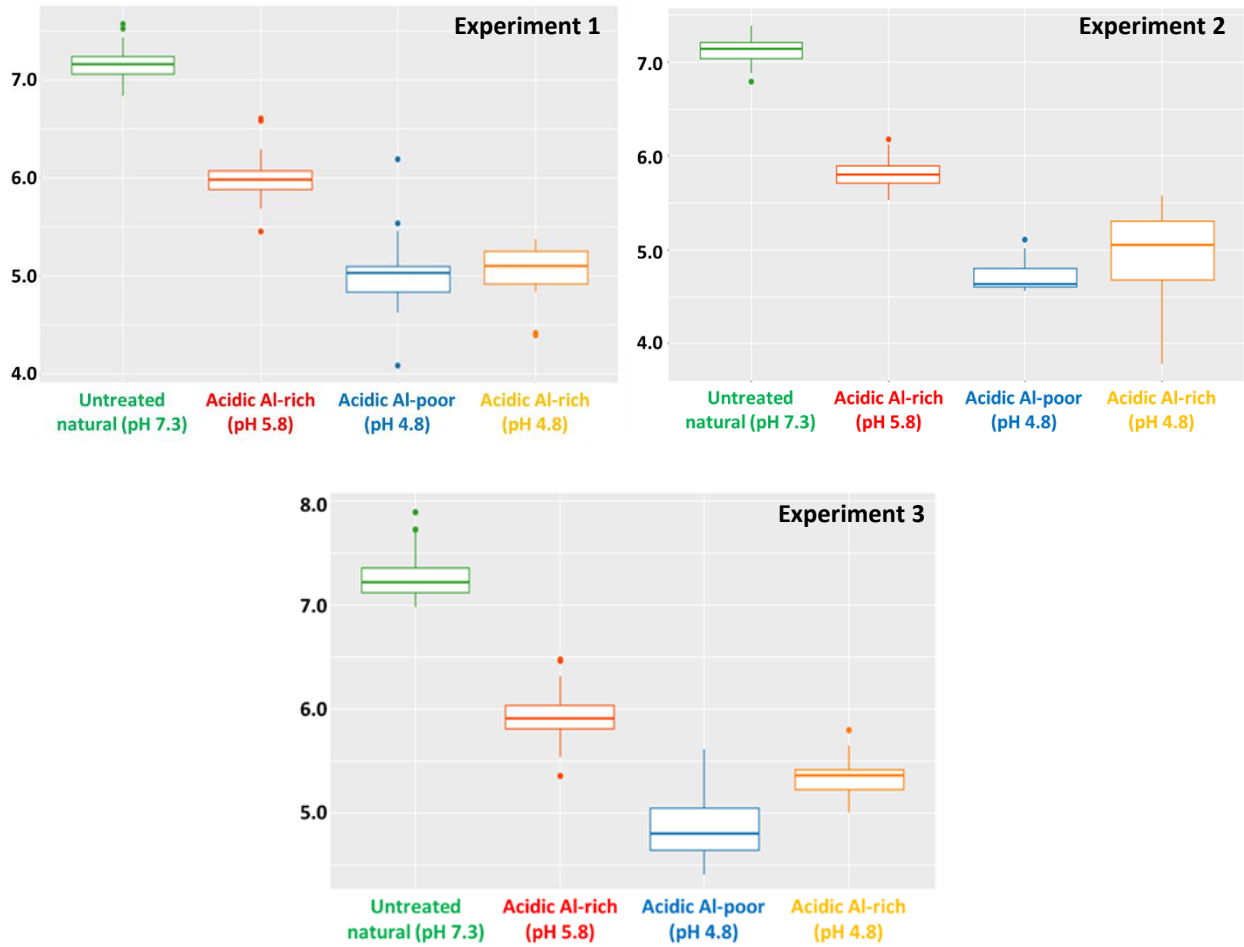 Experiment 1
7.0
6.0
5.0
4.0
Untreated natural (pH 7.3)
Acidic Al-rich (pH 5.8)
Acidic Al-poor (pH 4.8)
Acidic Al-rich (pH 4.8)
Experiment 2
7.0
6.0
5.0
4.0
Untreated natural (pH 7.3)
Acidic Al-rich (pH 5.8)
Acidic Al-poor (pH 4.8)
Acidic Al-rich (pH 4.8)
Experiment 3
8.0
7.0
6.0
5.0
Untreated natural (pH 7.3)
Acidic Al-rich (pH 5.8)
Acidic Al-poor (pH 4.8)
Acidic Al-rich (pH 4.8)